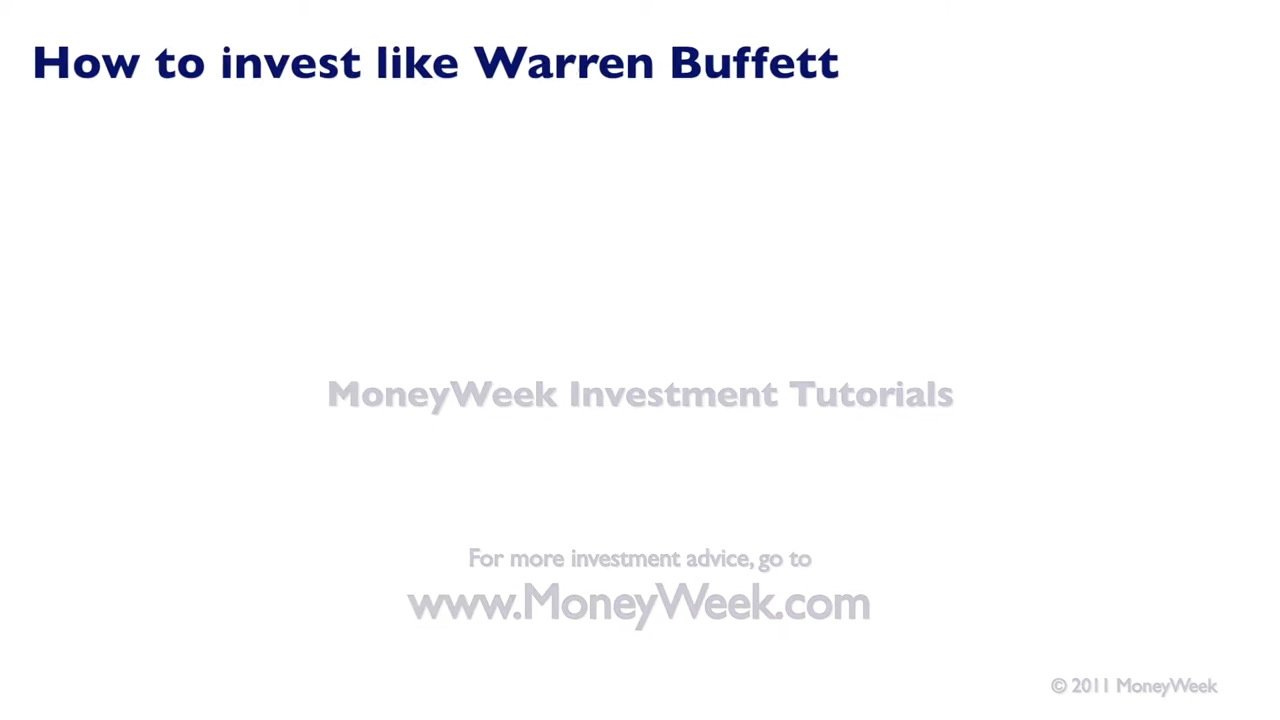 How to invest like Warren Buffett
MoneyWeek Investment Tutorials
For more investment advice, go to
www.MoneyWeek.com
© 2011 MoneyWeek